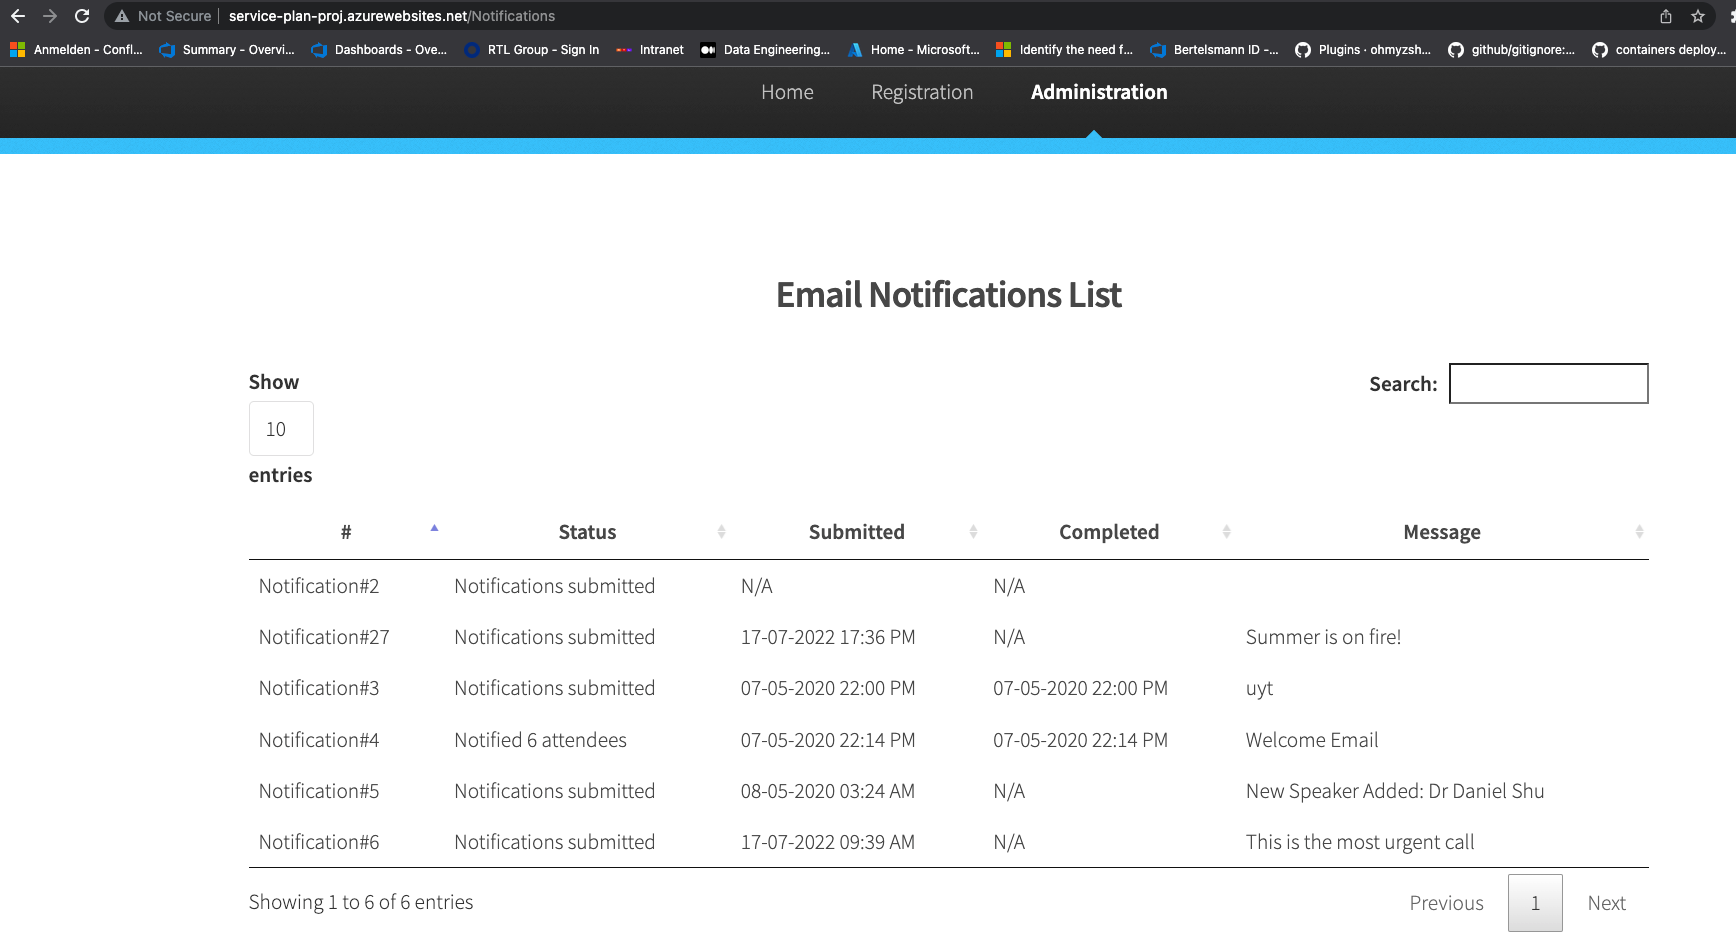 Not Secure service-plan-proj.azurewebsites.net/Notifications
Anmelden - Confl... Summary - Overvi... Dashboards - Ove... RTL Group - Sign In Intranet Data Engineering... Home - Microsoft... Identify the need f... Bertelsmann ID -... Plugins · ohmyzsh... github/gitignore:... containers deploy...
Home Registration Administration
Email Notifications List
Show
Search:
10
entries
# Status Submitted Completed Message
Notification#2 Notifications submitted N/A N/A
Notification#27 Notifications submitted 17-07-2022 17:36 PM N/A Summer is on fire!
Notification#3 Notifications submitted 07-05-2020 22:00 PM 07-05-2020 22:00 PM uyt
Notification#4 Notified 6 attendees 07-05-2020 22:14 PM 07-05-2020 22:14 PM Welcome Email
Notification#5 Notifications submitted 08-05-2020 03:24 AM N/A New Speaker Added: Dr Daniel Shu
Notification#6 Notifications submitted 17-07-2022 09:39 AM N/A This is the most urgent call
Showing 1 to 6 of 6 entries
Previous 1 Next